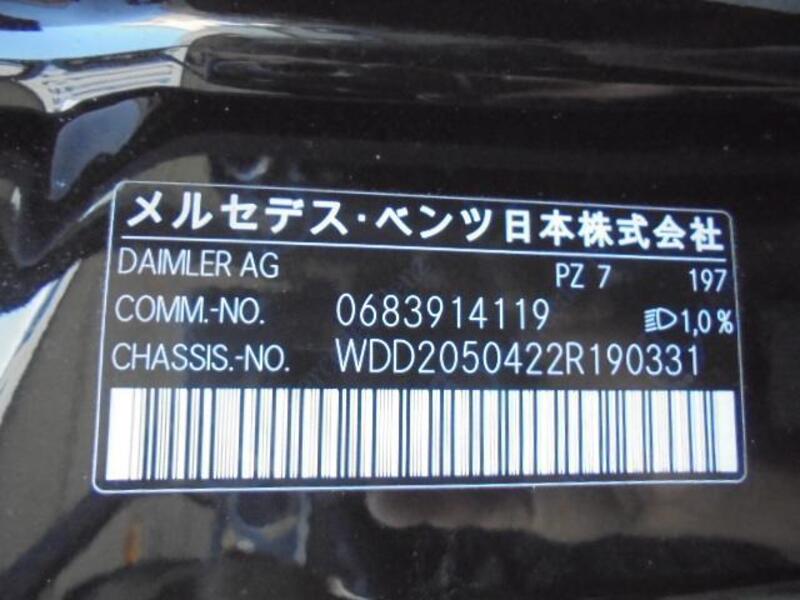 メルセデス・ベンツ日本株式会社
DAIMLER AG PZ 7 197
COMM.-NO. 0683914119 1,0%
CHASSIS.-NO. WDD2050422R190331